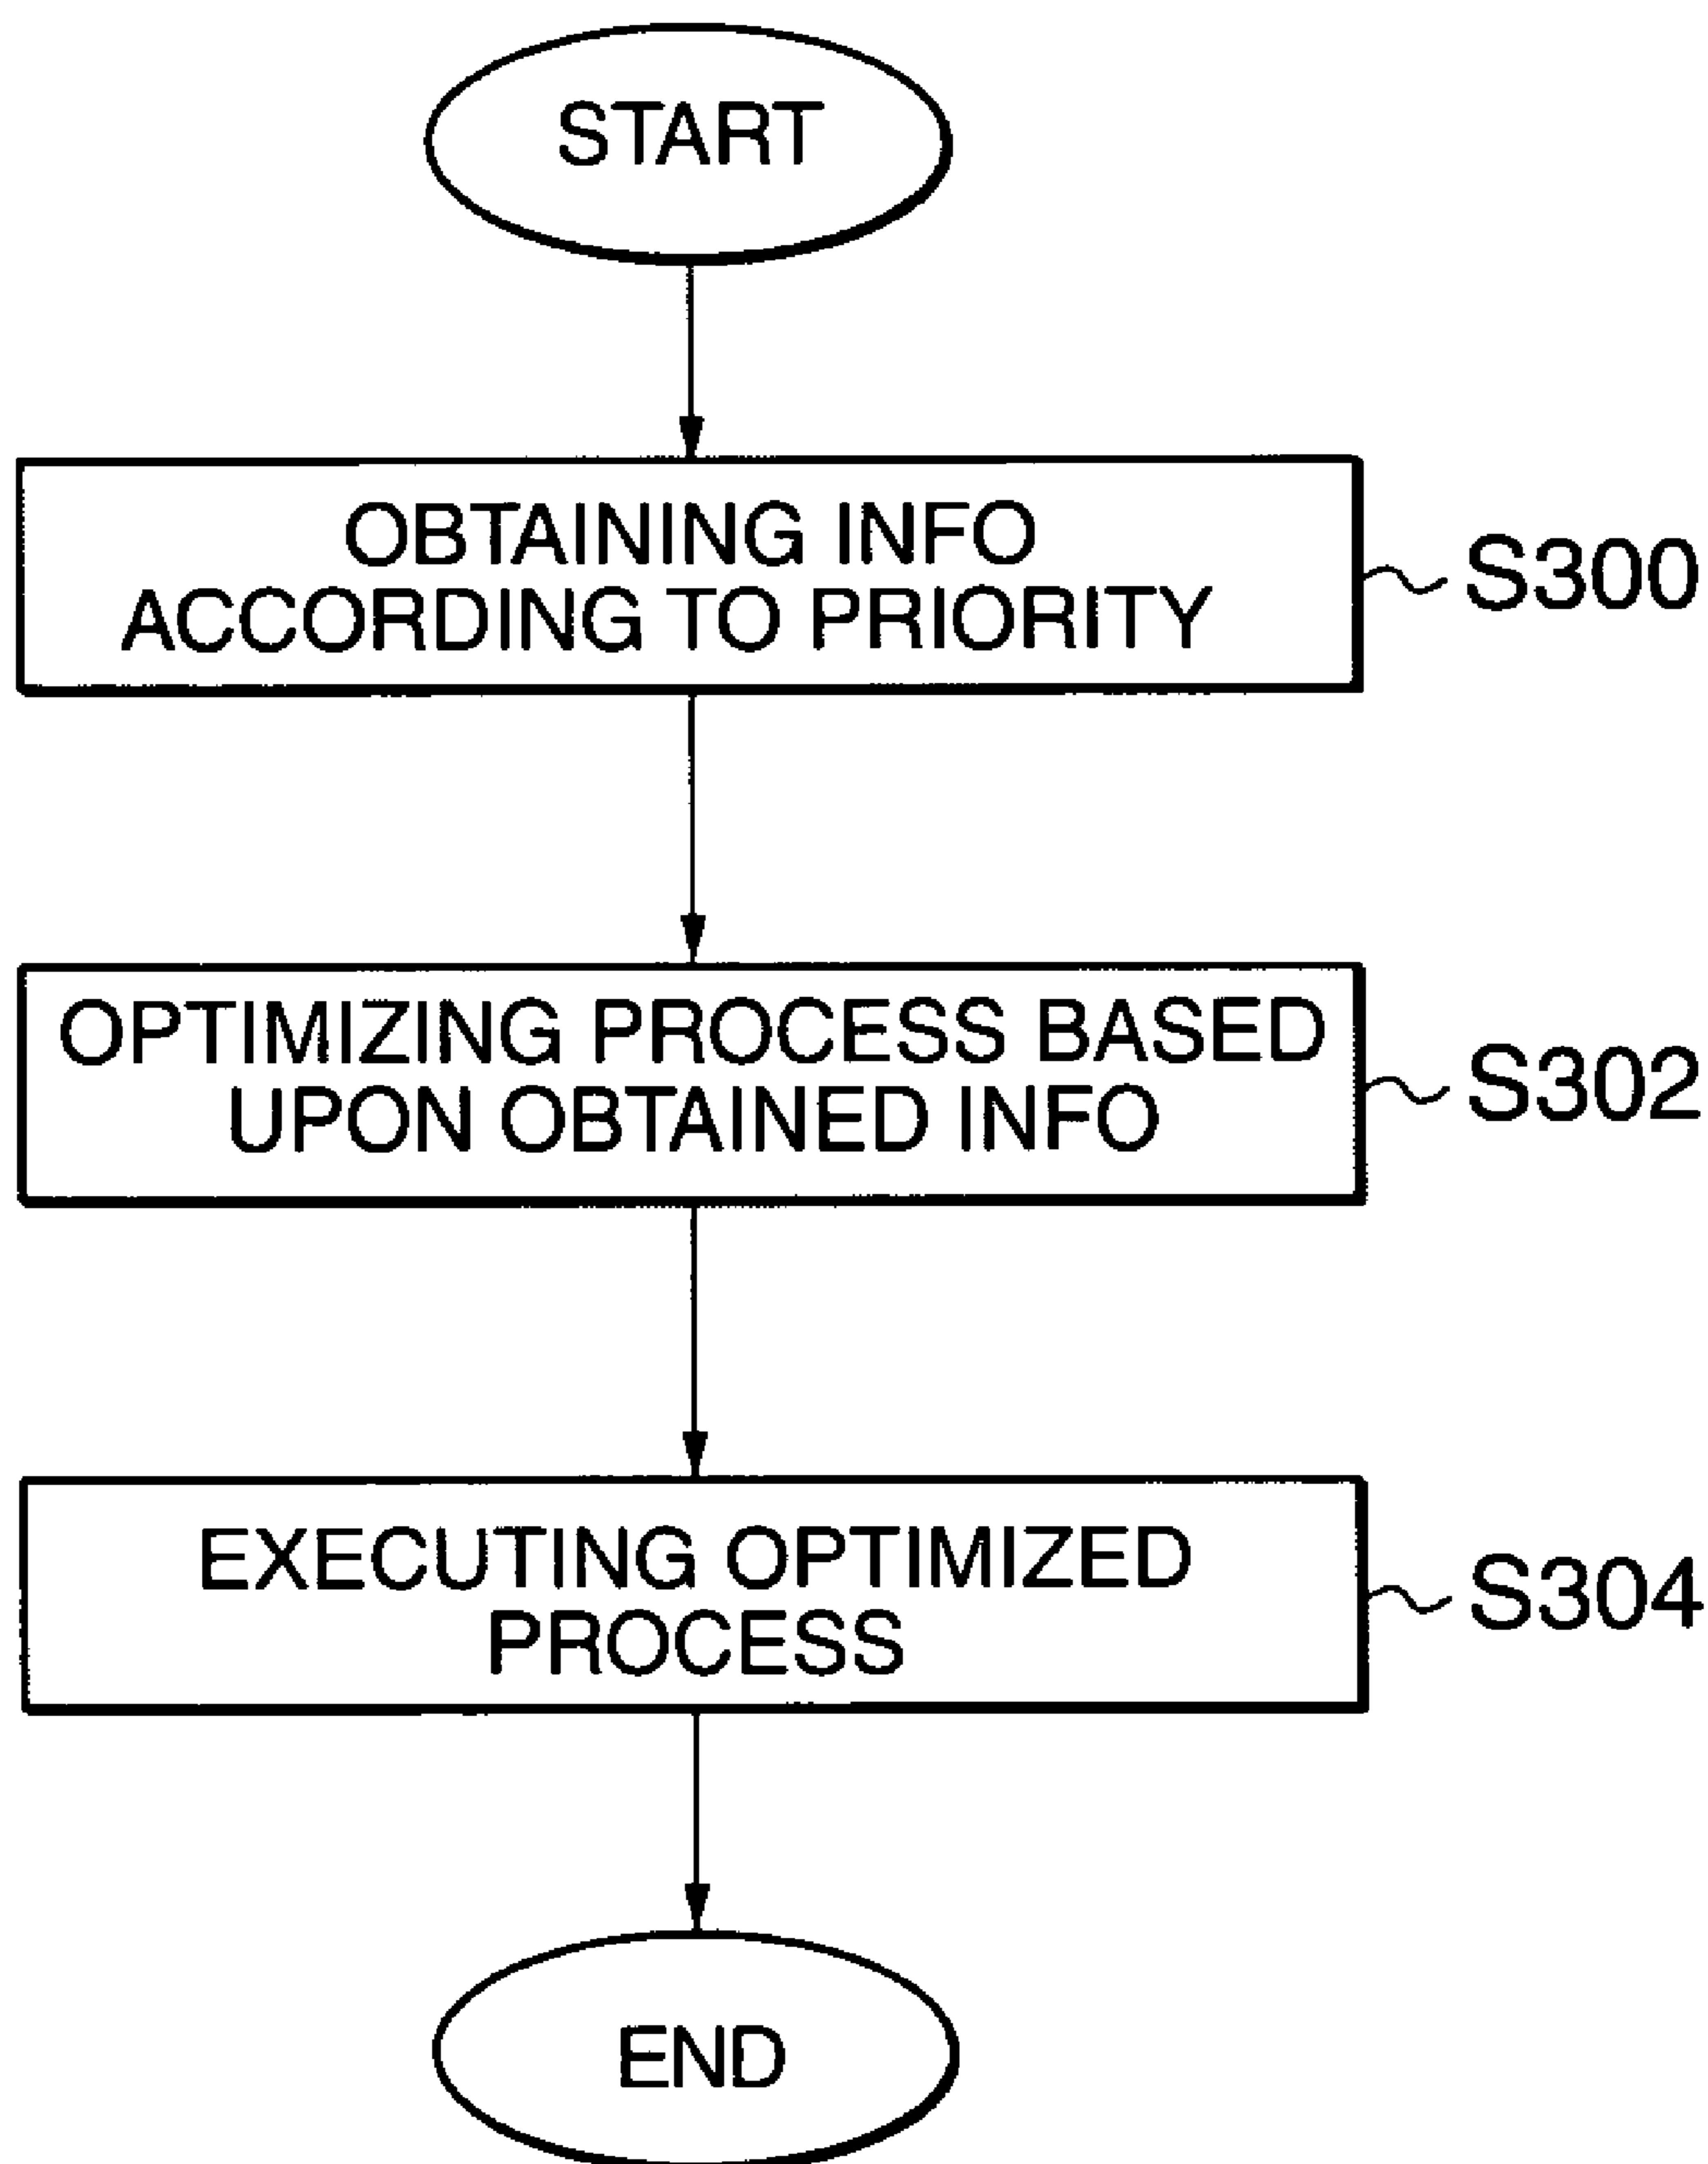 START
OBTAINING INFO
ACCORDING TO PRIORITY
S300
OPTIMIZING PROCESS BASED
UPON OBTAINED INFO
S302
EXECUTING OPTIMIZED
PROCESS
S304
END